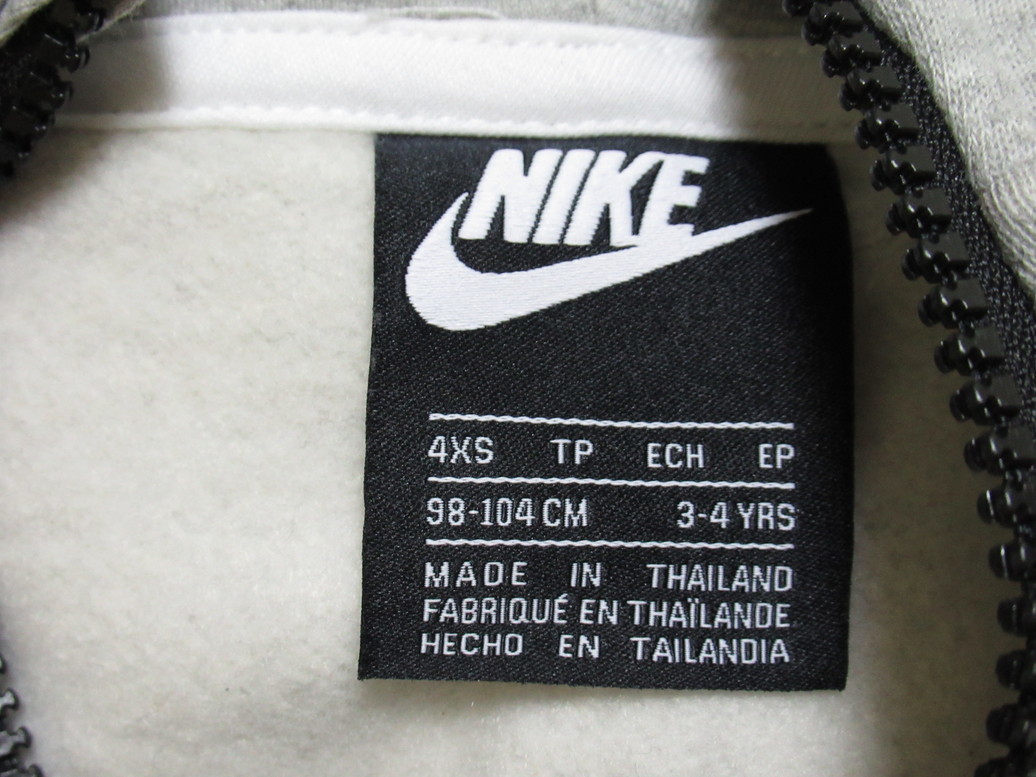 NIKE
4XS TP ECH EP
98-104 CM 3-4 YRS
MADE IN THAILAND
FABRIQUÉ EN THAÏLANDE
HECHO EN TAILANDIA